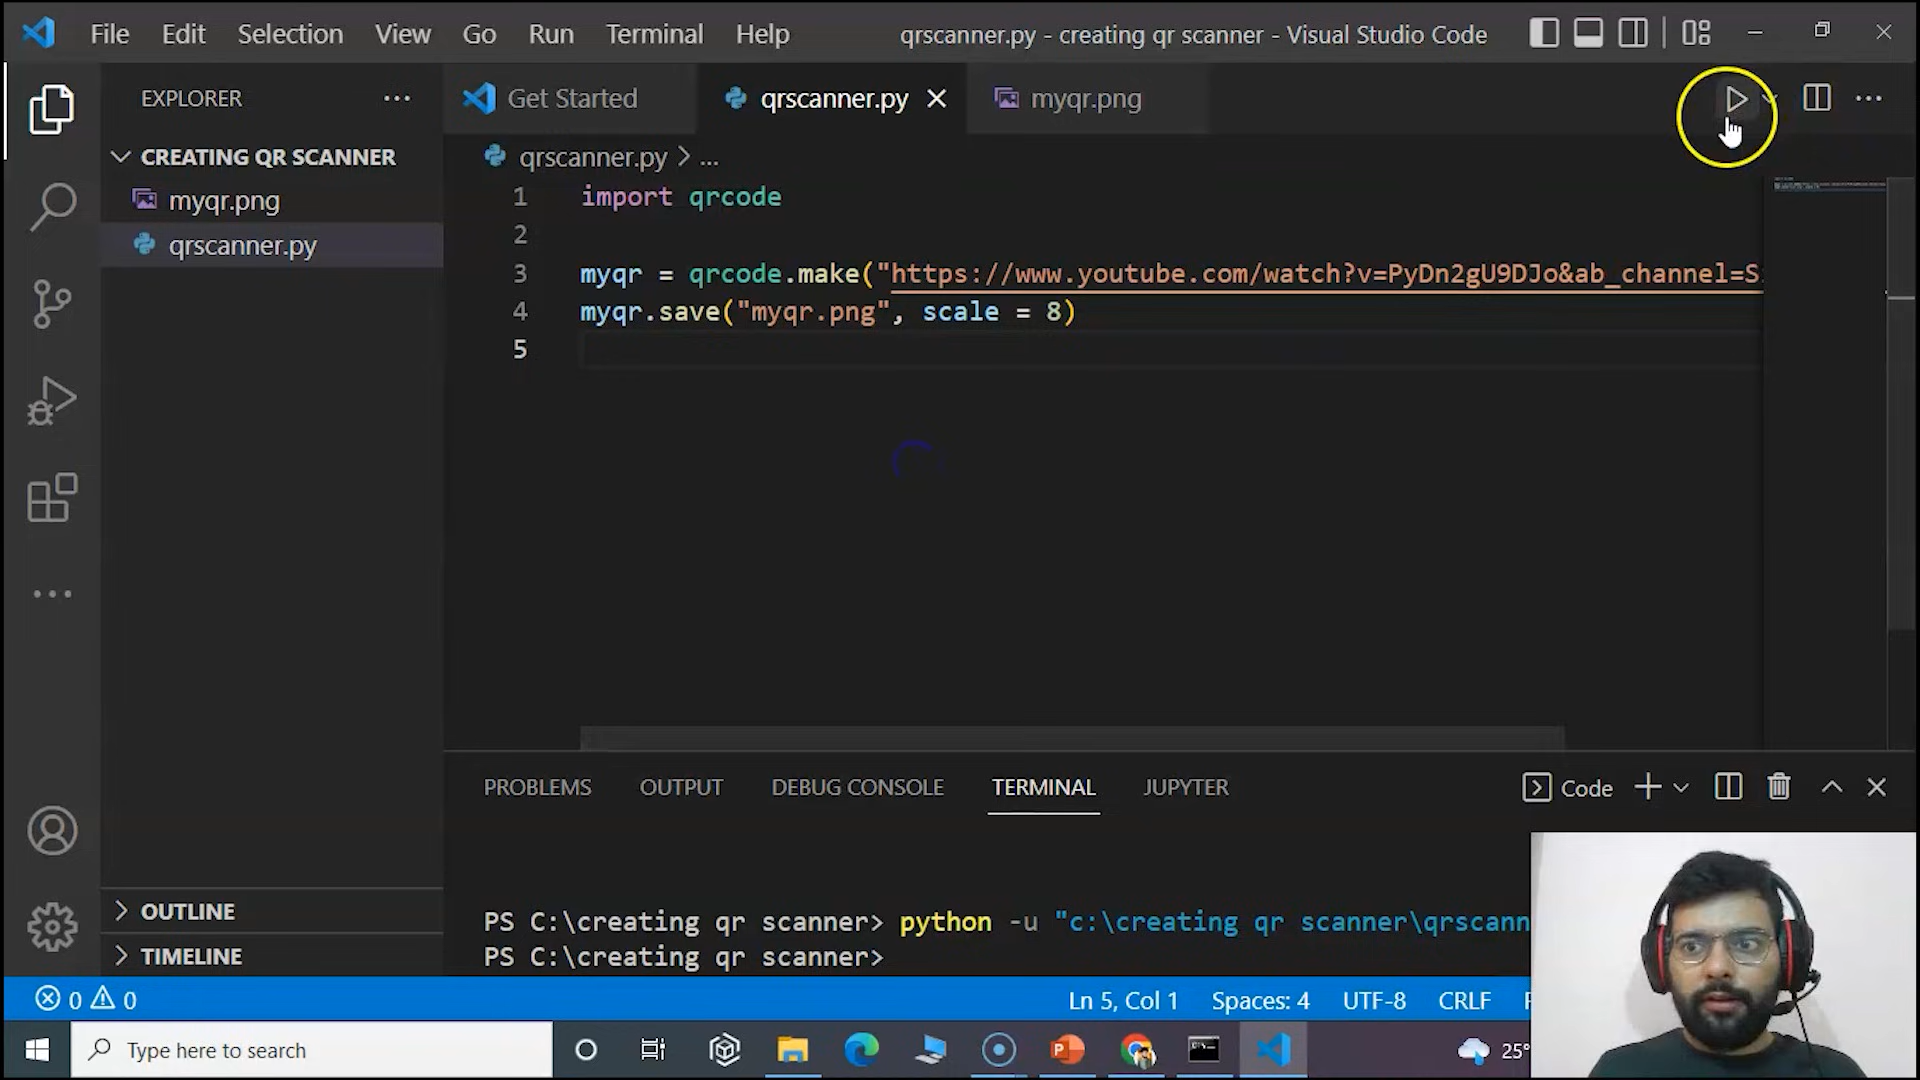 File Edit Selection View Go Run Terminal Help qrscanner.py - creating qr scanner - Visual Studio Code
EXPLORER
Get Started
qrscanner.py
myqr.png
CREATING QR SCANNER
myqr.png
qrscanner.py
qrscanner.py > ...
1 import qrcode
2
3 myqr = qrcode.make("https://www.youtube.com/watch?v=PyDn2gU9DJo&ab_channel=S
4 myqr.save("myqr.png", scale = 8)
5
PROBLEMS OUTPUT DEBUG CONSOLE TERMINAL JUPYTER
Code
PS C:\creating qr scanner> python -u "c:\creating qr scanner\qrscann
PS C:\creating qr scanner>
OUTLINE
TIMELINE
0 0
Ln 5, Col 1 Spaces: 4 UTF-8 CRLF
Type here to search
25°